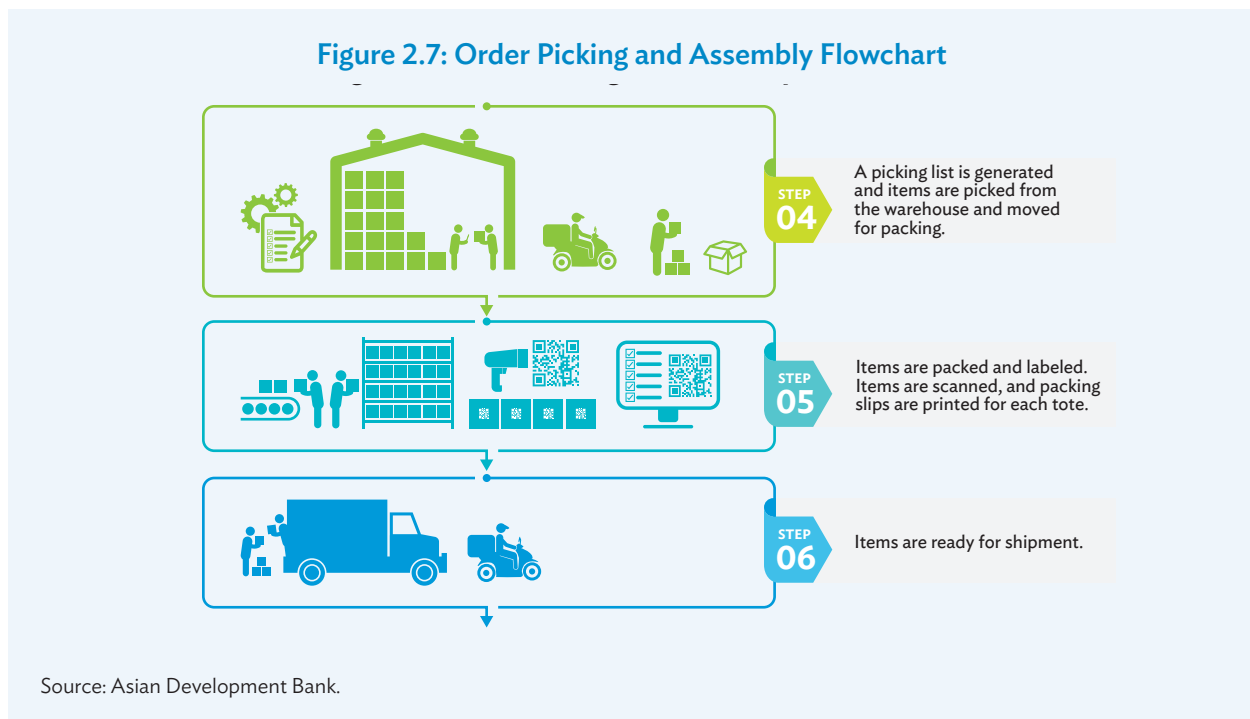 Figure 2.7: Order Picking and Assembly Flowchart
STEP
04
A picking list is generated
and items are picked from
the warehouse and moved
for packing.
STEP
05
Items are packed and labeled.
Items are scanned, and packing
slips are printed for each tote.
STEP
06
Items are ready for shipment.
Source: Asian Development Bank.